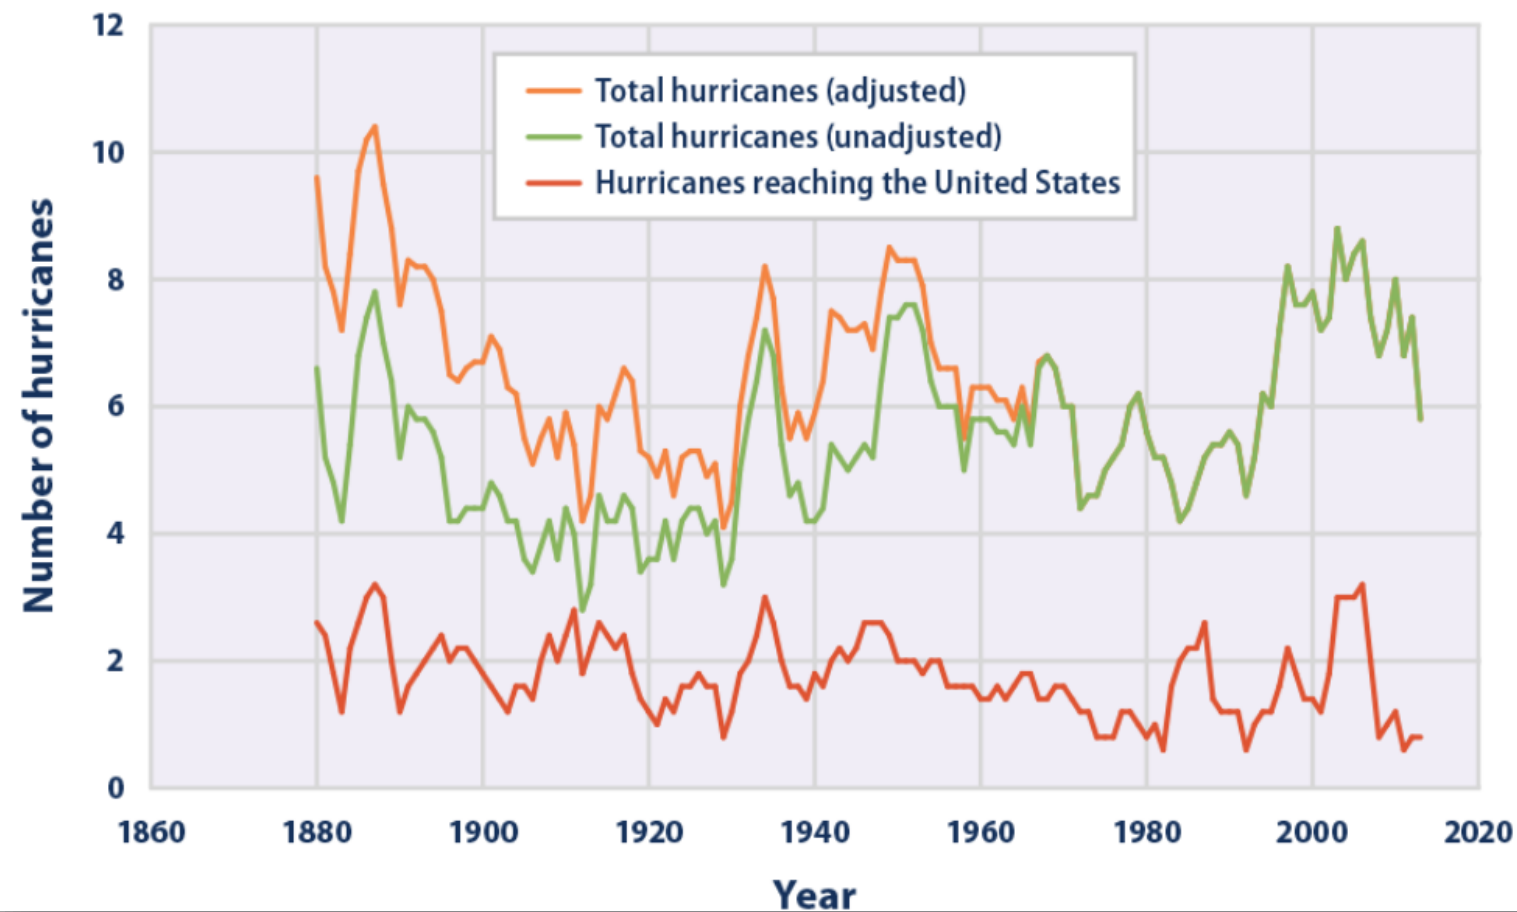 12
10
8
6
4
2
0
Number of hurricanes
Total hurricanes (adjusted)
Total hurricanes (unadjusted)
Hurricanes reaching the United States
1860 1880 1900 1920 1940 1960 1980 2000 2020
Year